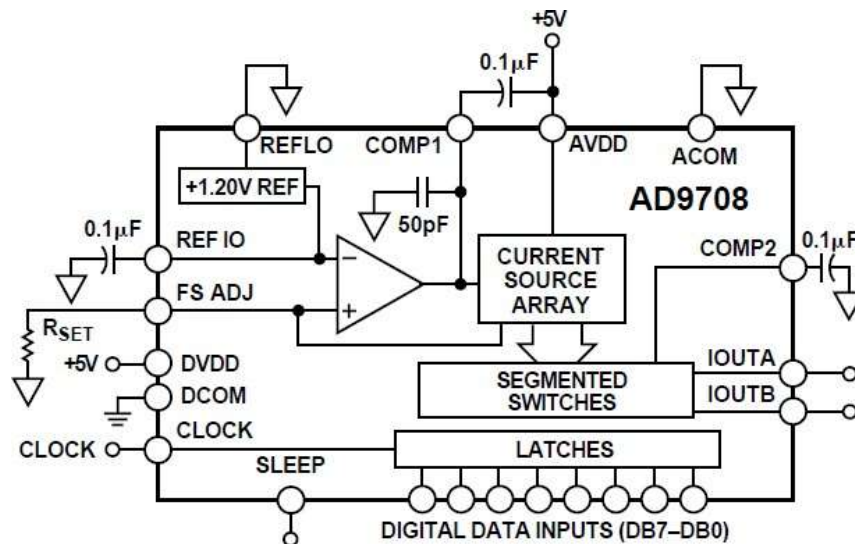 +5V
0.1µF
REFLO
COMP1
AVDD
ACOM
+1.20V REF
50pF
AD9708
0.1µF
REF IO
CURRENT
SOURCE
ARRAY
COMP2
0.1µF
FS ADJ
RSET
+5V
DVDD
SEGMENTED
SWITCHES
IOUTA
IOUTB
DCOM
CLOCK
CLOCK
SLEEP
LATCHES
DIGITAL DATA INPUTS (DB7–DB0)